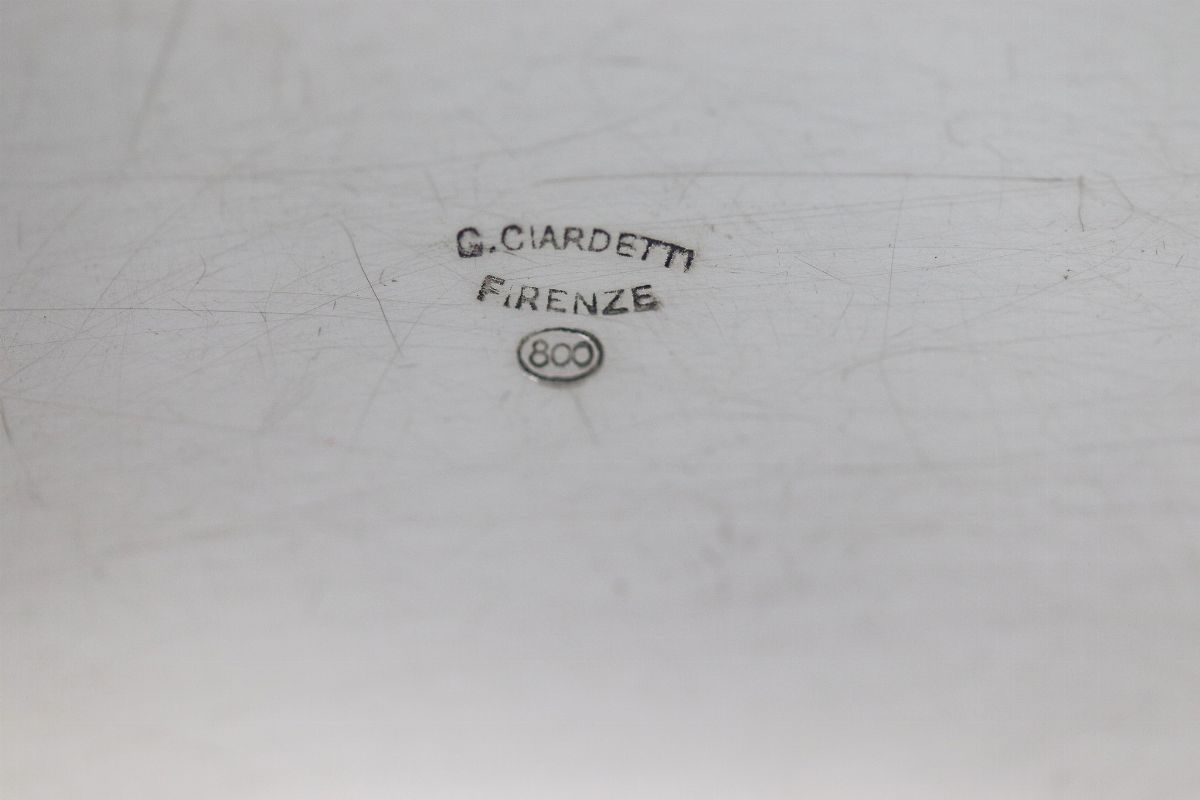 G. CIARDETTI
FIRENZE
800